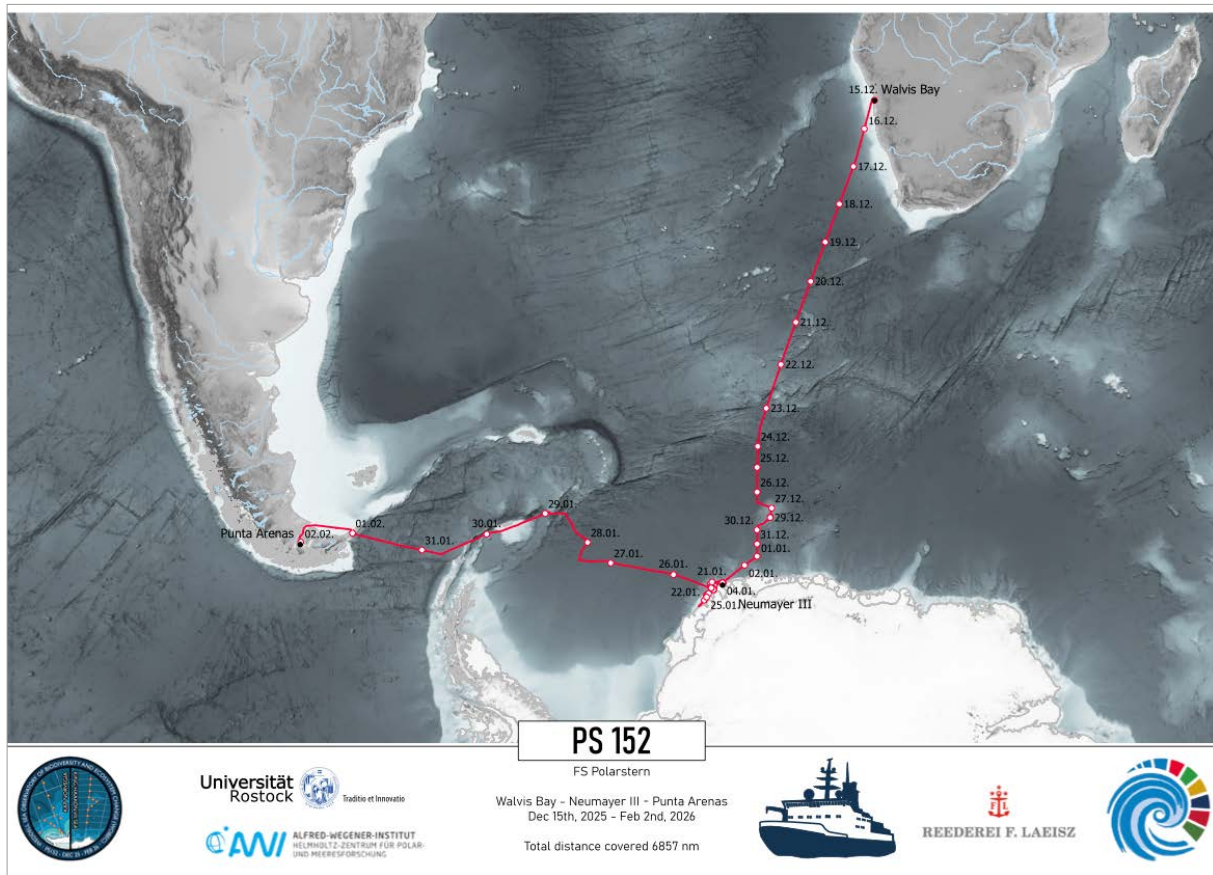 15.12. Walvis Bay
16.12.
17.12.
18.12.
19.12.
20.12.
21.12.
22.12.
23.12.
24.12.
25.12.
26.12.
27.12.
29.12.
30.12.
31.12.
01.01.
02.01.
04.01.
Neumayer III
21.01.
22.01.
25.01.
26.01.
27.01.
28.01.
29.01.
30.01.
31.01.
01.02.
02.02.
Punta Arenas
PS 152
FS Polarstern
Walvis Bay - Neumayer III - Punta Arenas
Dec 15th, 2025 - Feb 2nd, 2026
Total distance covered 6857 nm
Universität
Rostock
Traditio et Innovatio
AWI
ALFRED-WEGENER-INSTITUT
HELMHOLTZ-ZENTRUM FÜR POLAR-
UND MEERESFORSCHUNG
F L
REEDEREI F. LAEISZ